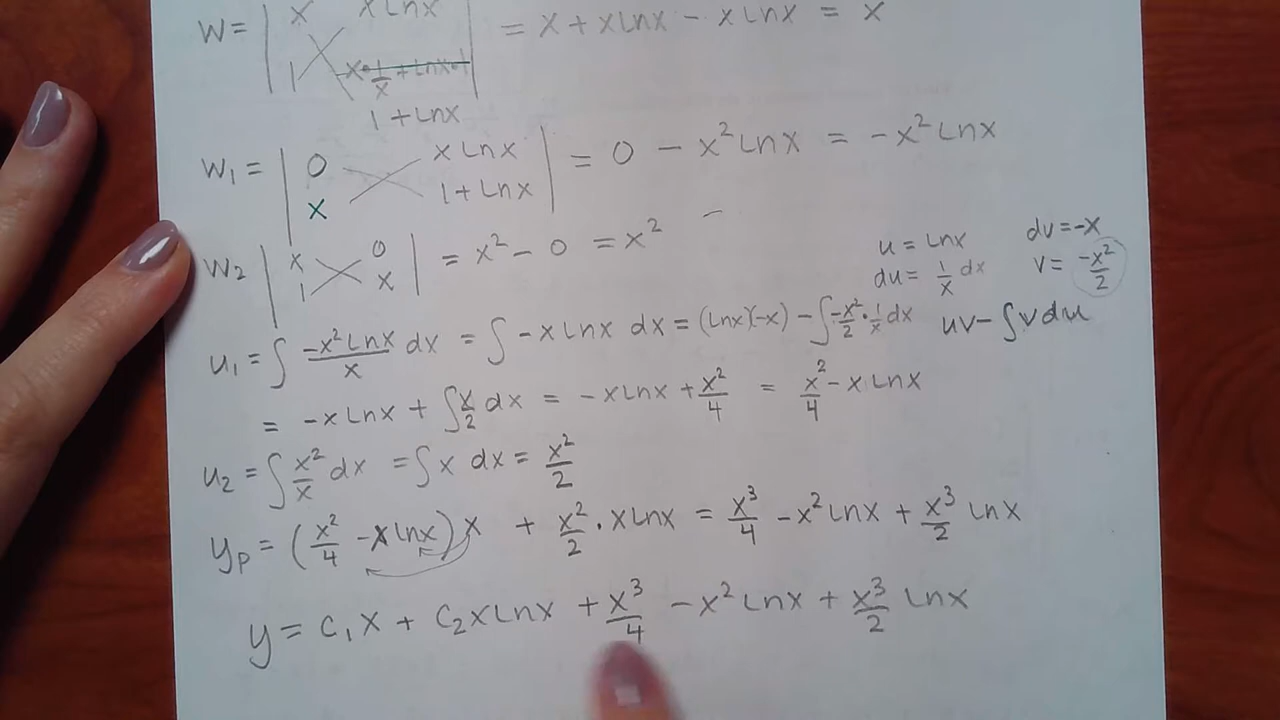 W = | x x ln x | = x + x ln x - x ln x = x
1 x · 1/x + ln x · 1
1 + ln x
W1 = | 0 x ln x | = 0 - x² ln x = -x² ln x
x 1 + ln x
W2 | x 0 | = x² - 0 = x² -
1 x
u = ln x dv = -x
du = 1/x dx v = -x²/2
u1 = ∫ -x² ln x / x dx = ∫ -x ln x dx = (ln x)(-x) - ∫ -x²/2 · 1/x dx uv - ∫ v du
= -x ln x + ∫ x/2 dx = -x ln x + x²/4 = x²/4 - x ln x
u2 = ∫ x²/x dx = ∫ x dx = x²/2
yp = (x²/4 - x ln x) x + x²/2 · x ln x = x³/4 - x² ln x + x³/2 ln x
y = c1 x + c2 x ln x + x³/4 - x² ln x + x³/2 ln x